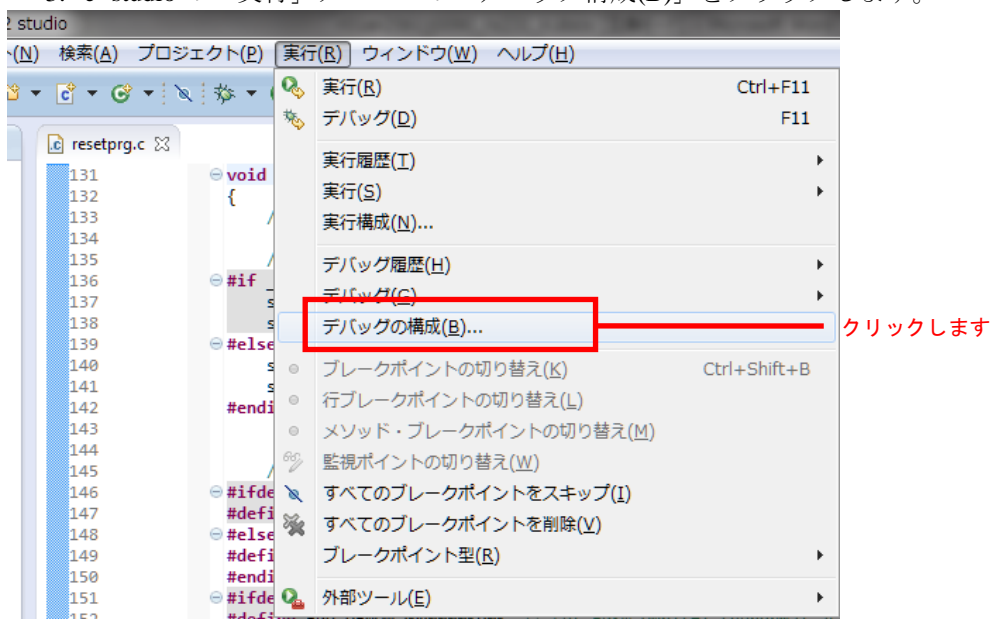 2 studio
(N) 検索(A) プロジェクト(P) 実行(R) ウィンドウ(W) ヘルプ(H)
実行(R) Ctrl+F11
デバッグ(D) F11
実行履歴(T)
実行(S)
実行構成(N)...
デバッグ履歴(H)
デバッグ(G)
デバッグの構成(B)...
クリックします
ブレークポイントの切り替え(K) Ctrl+Shift+B
行ブレークポイントの切り替え(L)
メソッド・ブレークポイントの切り替え(M)
監視ポイントの切り替え(W)
すべてのブレークポイントをスキップ(I)
すべてのブレークポイントを削除(V)
ブレークポイント型(R)
外部ツール(E)
resetprg.c
131 void
132 {
133 /
134
135 /
136 #if _
137 s
138 s
139 #else
140 s
141 s
142 #endi
143
144
145 /
146 #ifde
147 #defi
148 #else
149 #defi
150 #endi
151 #ifde